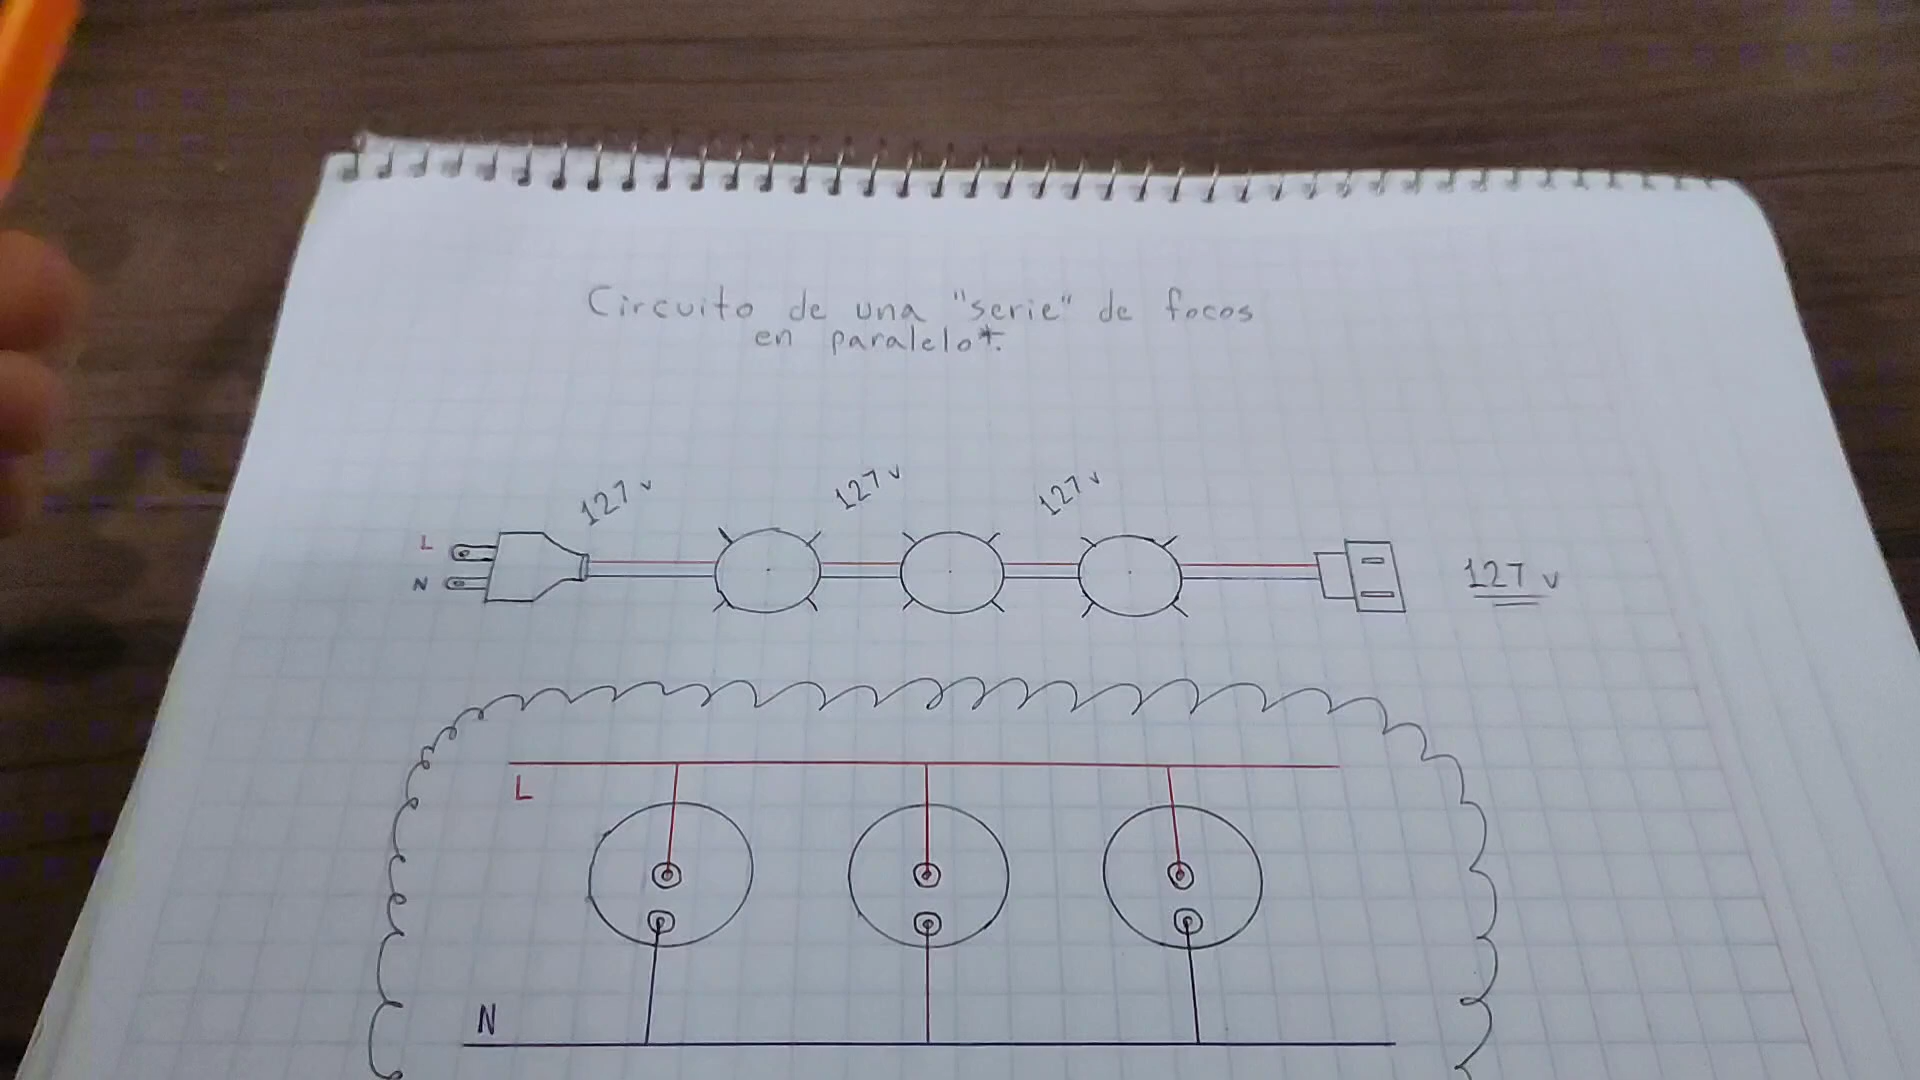 Circuito de una "serie" de focos
en paralelo*.
127 v
127 v
127 v
L
N
127 v
L
N